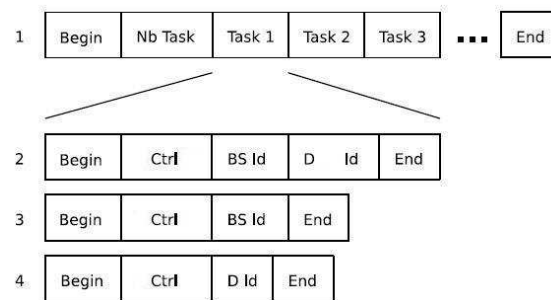 1 Begin Nb Task Task 1 Task 2 Task 3 ... End
2 Begin Ctrl BS Id D Id End
3 Begin Ctrl BS Id End
4 Begin Ctrl D Id End